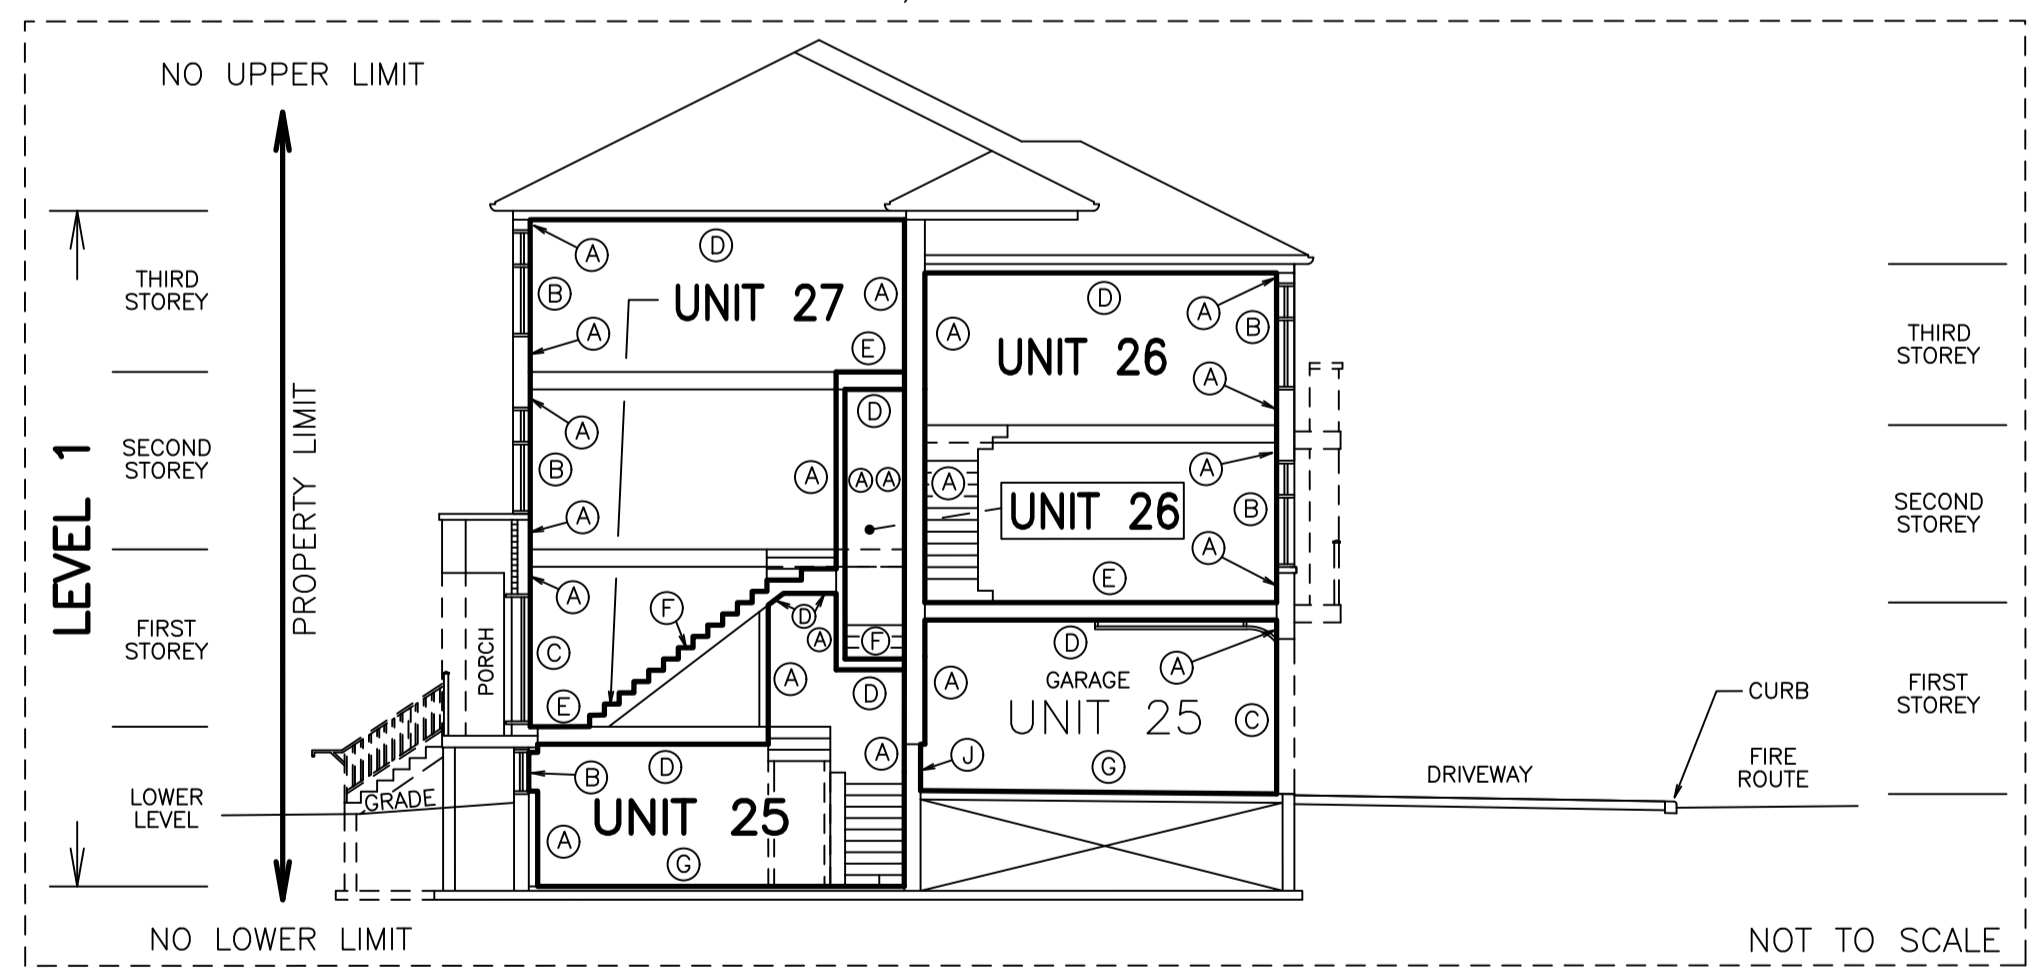 NO UPPER LIMIT
LEVEL 1
THIRD
STOREY
SECOND
STOREY
FIRST
STOREY
LOWER
LEVEL
PROPERTY LIMIT
NO LOWER LIMIT
A
D
B
UNIT 27
A
A
E
A
D
A
B
A
A
A
A
F
D
A
C
E
PORCH
F
A
D
A
GRADE
B
D
UNIT 25
A
A
G
D
A
A
B
UNIT 26
A
A
A
B
UNIT 26
A
E
D
A
GARAGE
A
UNIT 25
C
J
G
DRIVEWAY
CURB
FIRE
ROUTE
THIRD
STOREY
SECOND
STOREY
FIRST
STOREY
NOT TO SCALE